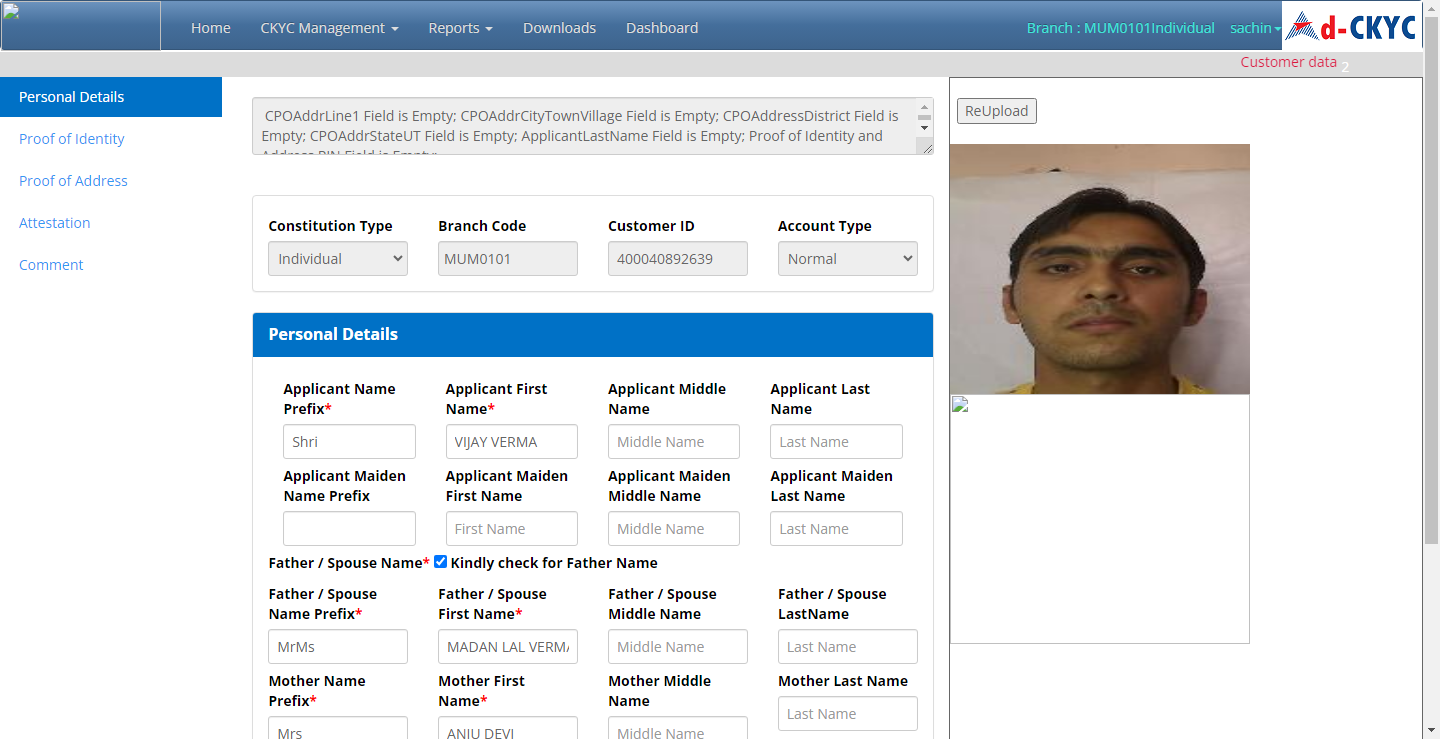 Home CKYC Management Reports Downloads Dashboard Branch : MUM0101Individual sachin d-CKYC
Customer data 2
Personal Details
Proof of Identity
Proof of Address
Attestation
Comment
CPOAddrLine1 Field is Empty; CPOAddrCityTownVillage Field is Empty; CPOAddressDistrict Field is
Empty; CPOAddrStateUT Field is Empty; ApplicantLastName Field is Empty; Proof of Identity and
Address PIN Field is Empty;
ReUpload
Constitution Type Branch Code Customer ID Account Type
Individual MUM0101 400040892639 Normal
Personal Details
Applicant Name Applicant First Applicant Middle Applicant Last
Prefix* Name* Name Name
Shri VIJAY VERMA Middle Name Last Name
Applicant Maiden Applicant Maiden Applicant Maiden Applicant Maiden
Name Prefix First Name Middle Name Last Name
First Name Middle Name Last Name
Father / Spouse Name* Kindly check for Father Name
Father / Spouse Father / Spouse Father / Spouse Father / Spouse
Name Prefix* First Name* Middle Name LastName
MrMs MADAN LAL VERMA Middle Name Last Name
Mother Name Mother First Mother Middle Mother Last Name
Prefix* Name* Name
Last Name
Mrs ANJU DEVI Middle Name